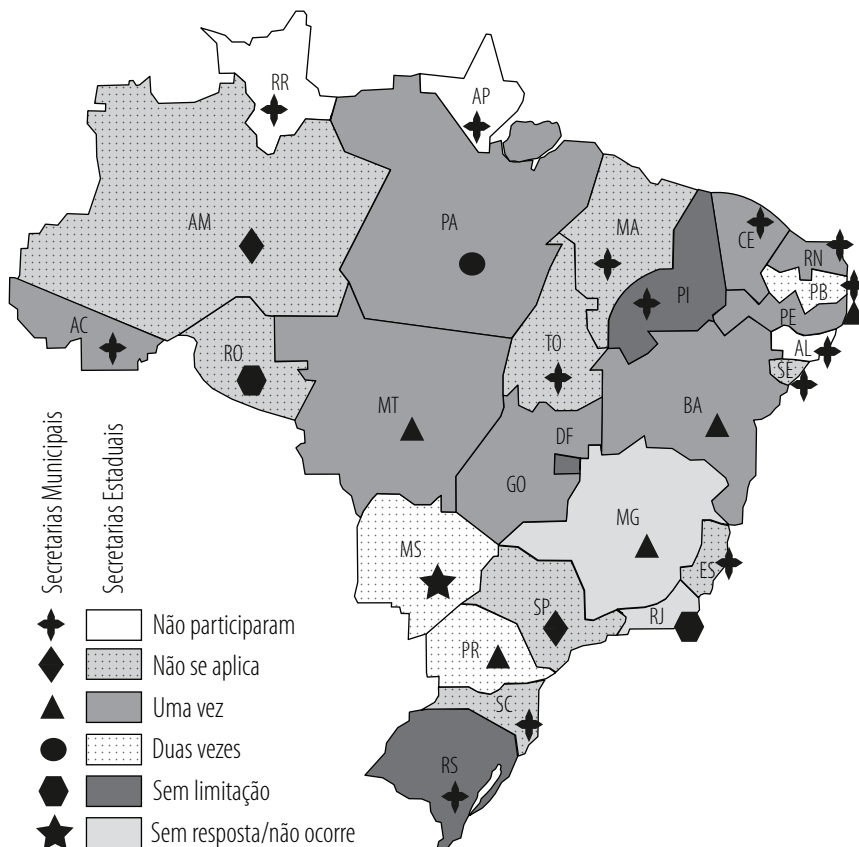 RR
AP
AM
PA
MA
CE
RN
PI
PB
PE
AC
AL
RO
TO
SE
MT
BA
DF
GO
MG
MS
ES
SP
RJ
PR
SC
RS
Secretarias Municipais
Secretarias Estaduais
Não participaram
Não se aplica
Uma vez
Duas vezes
Sem limitação
Sem resposta/não ocorre